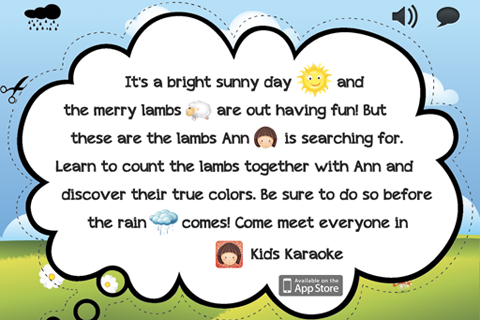 It's a bright sunny day and
the merry lambs are out having fun! But
these are the lambs Ann is searching for.
Learn to count the lambs together with Ann and
discover their true colors. Be sure to do so before
the rain comes! Come meet everyone in
Kids Karaoke
Available on the
App Store